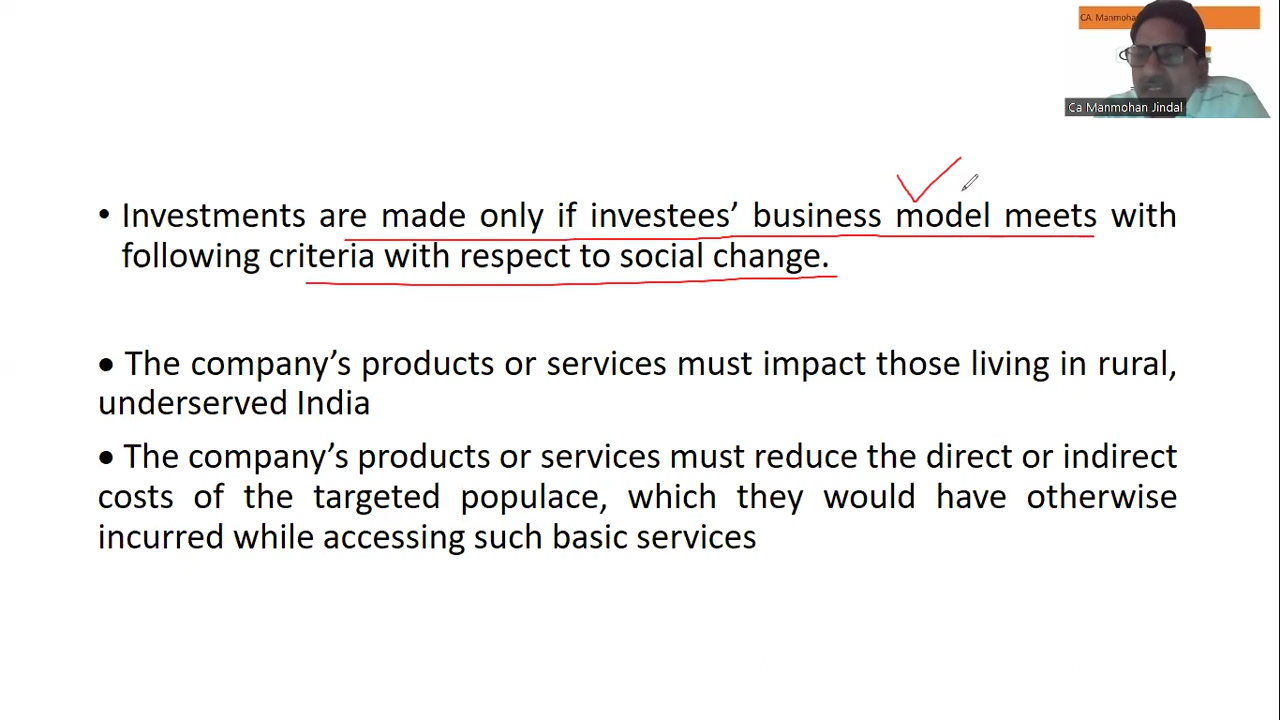 CA. Manmoha
Ca Manmohan Jindal
• Investments are made only if investees’ business model meets with
following criteria with respect to social change.
• The company’s products or services must impact those living in rural,
underserved India
• The company’s products or services must reduce the direct or indirect
costs of the targeted populace, which they would have otherwise
incurred while accessing such basic services